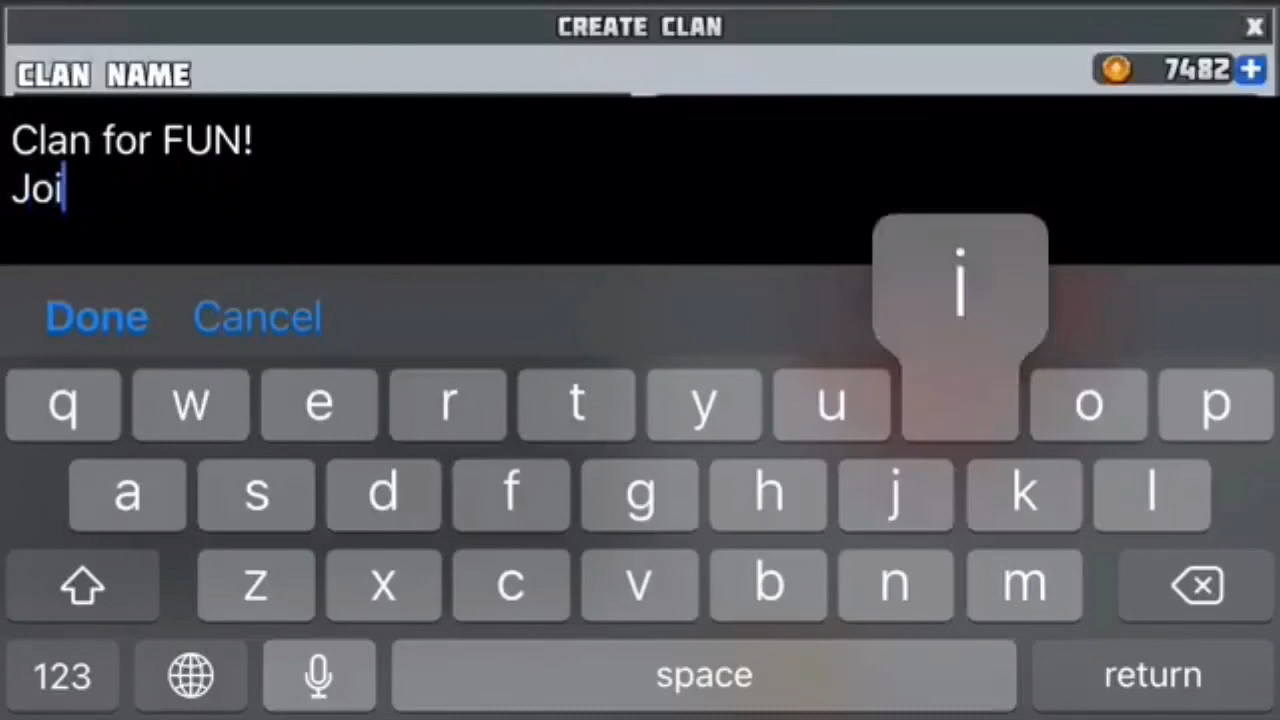 CREATE CLAN X
CLAN NAME
7482 +
Clan for FUN!
Joi
i
Done Cancel
q w e r t y u o p
a s d f g h j k l
z x c v b n m
123 space return